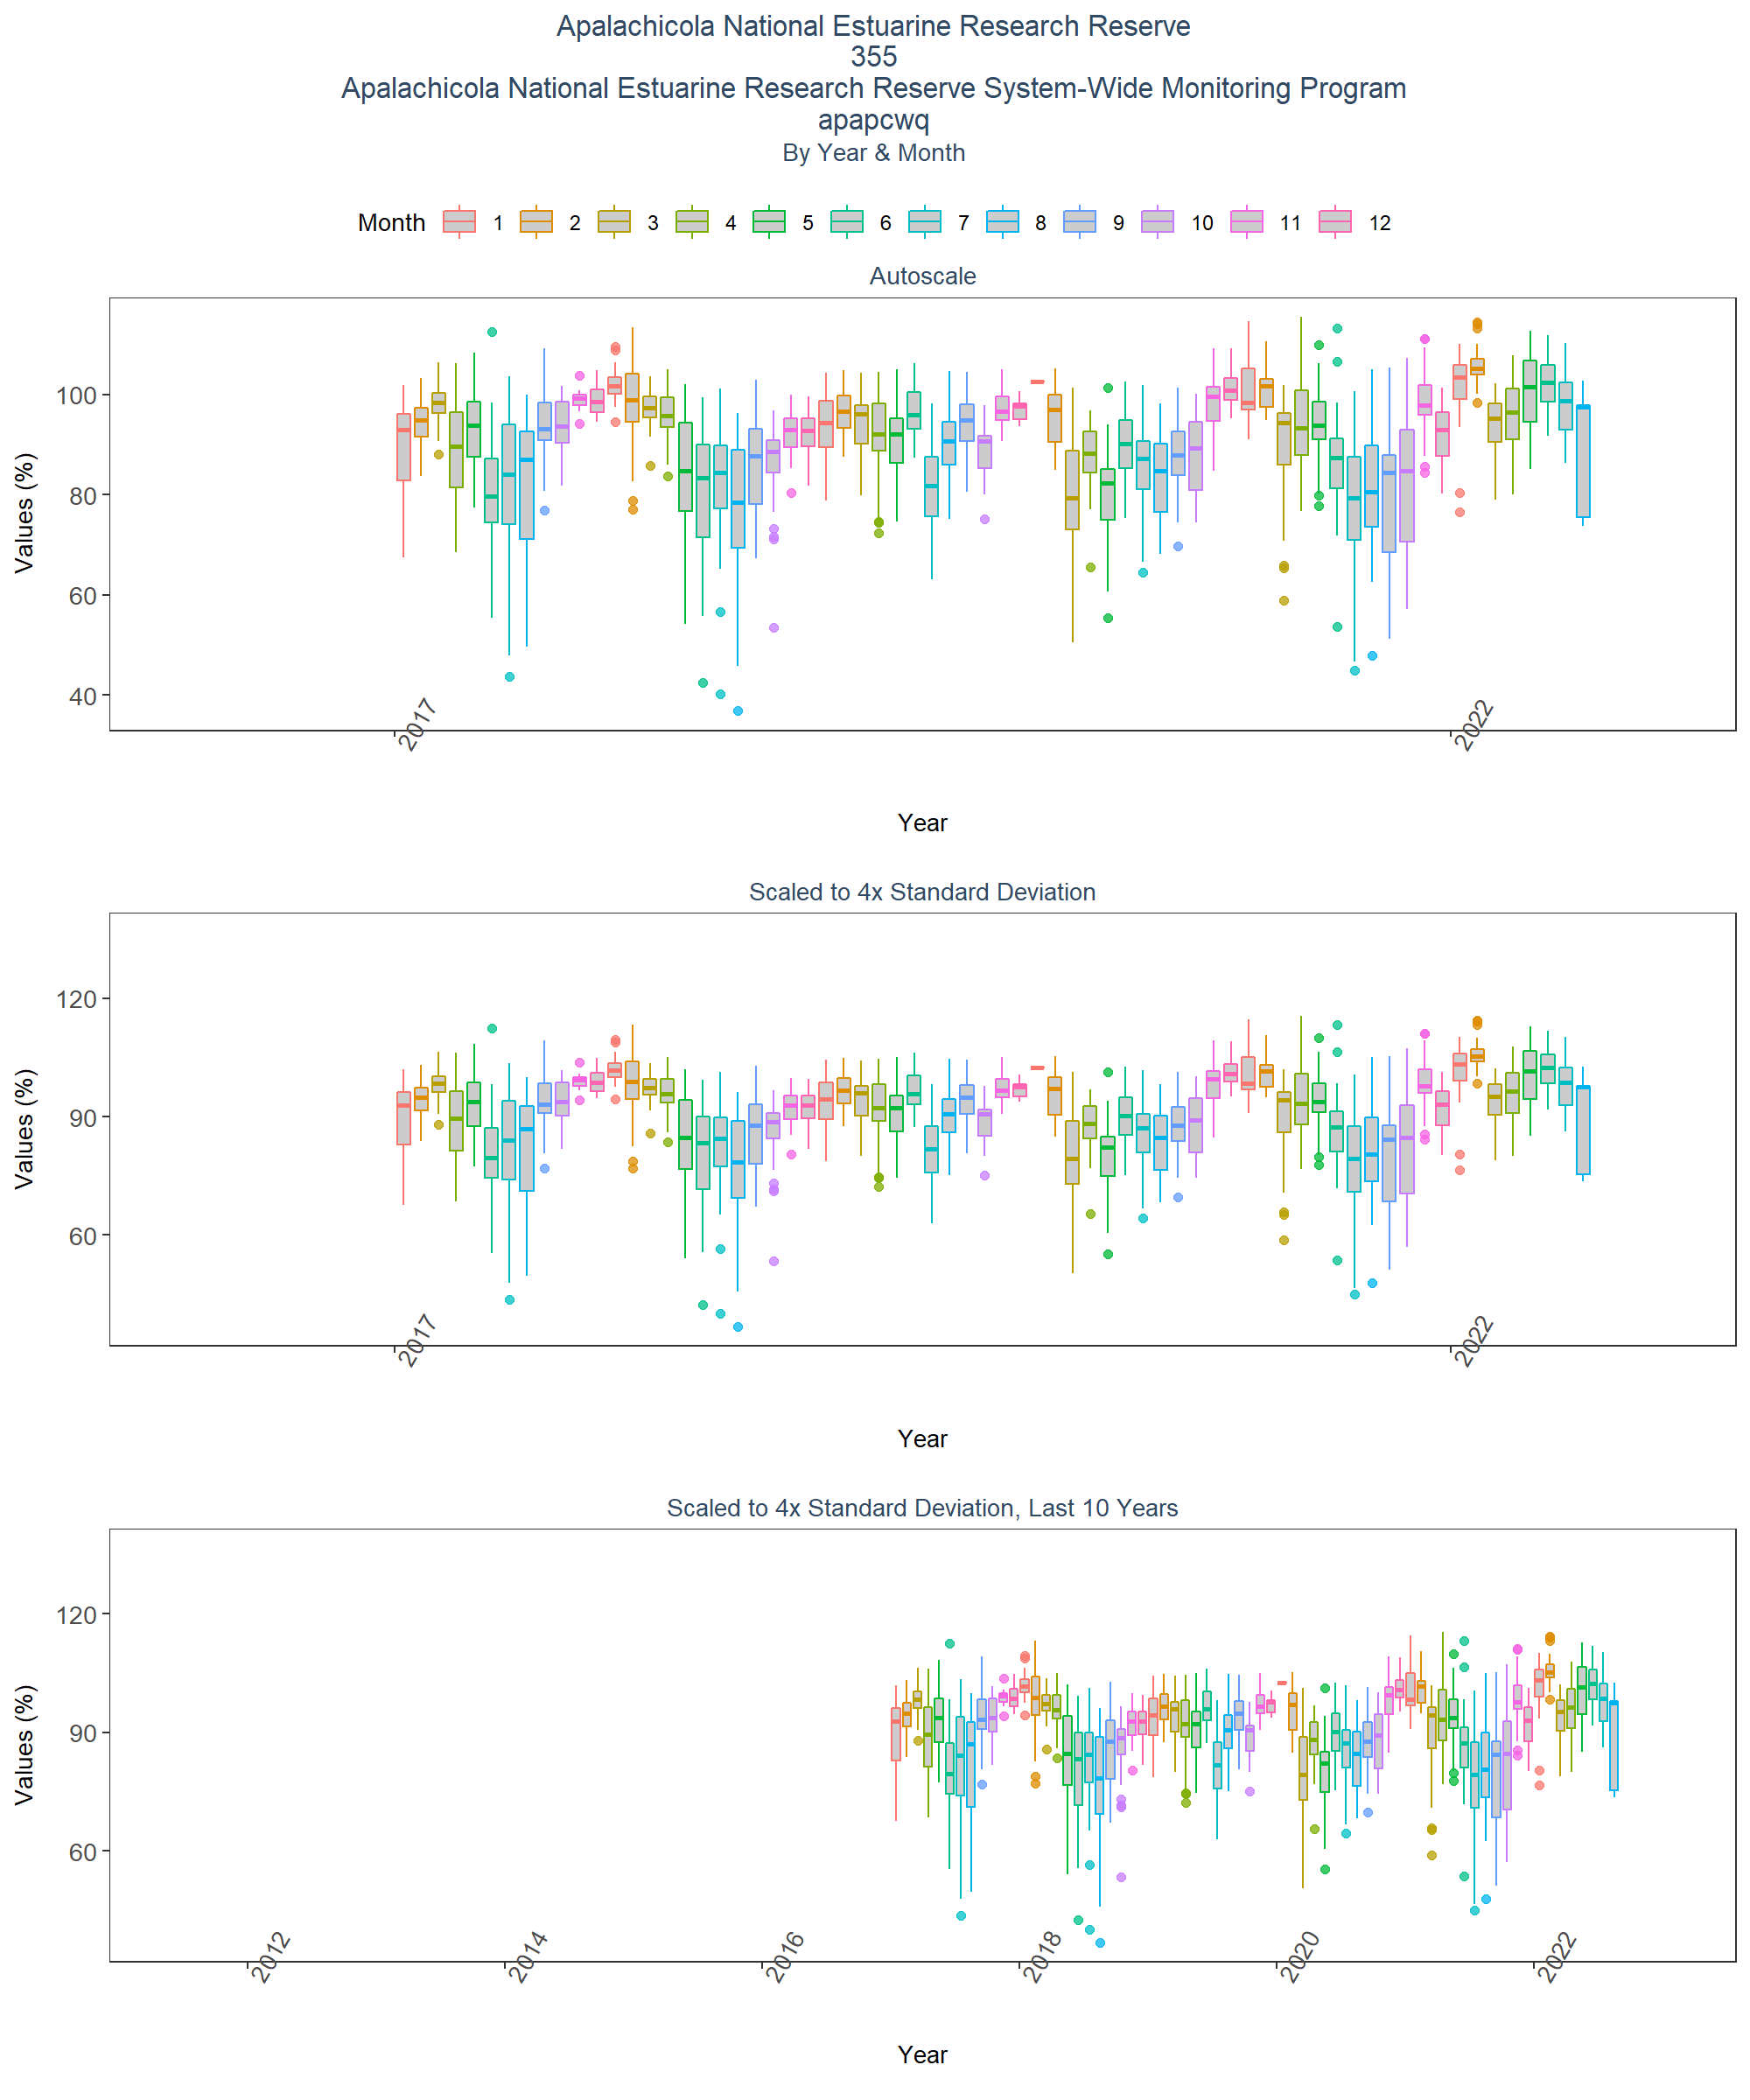 Apalachicola National Estuarine Research Reserve
355
Apalachicola National Estuarine Research Reserve System-Wide Monitoring Program
apapcwq
By Year & Month
Month 1 2 3 4 5 6 7 8 9 10 11 12
Autoscale
Values (%)
100
80
60
40
2017 2022
Year
Scaled to 4x Standard Deviation
Values (%)
120
90
60
2017 2022
Year
Scaled to 4x Standard Deviation, Last 10 Years
Values (%)
120
90
60
2012 2014 2016 2018 2020 2022
Year